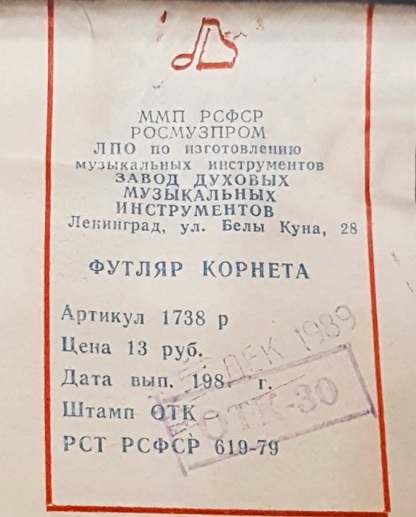 ММП РСФСР
РОСМУЗПРОМ
ЛПО по изготовлению
музыкальных инструментов
ЗАВОД ДУХОВЫХ
МУЗЫКАЛЬНЫХ
ИНСТРУМЕНТОВ
Ленинград, ул. Белы Куна, 28
ФУТЛЯР КОРНЕТА
Артикул 1738 р
Цена 13 руб.
ДЕК 1989
Дата вып. 198 г.
ОТК-30
Штамп ОТК
РСТ РСФСР 619-79